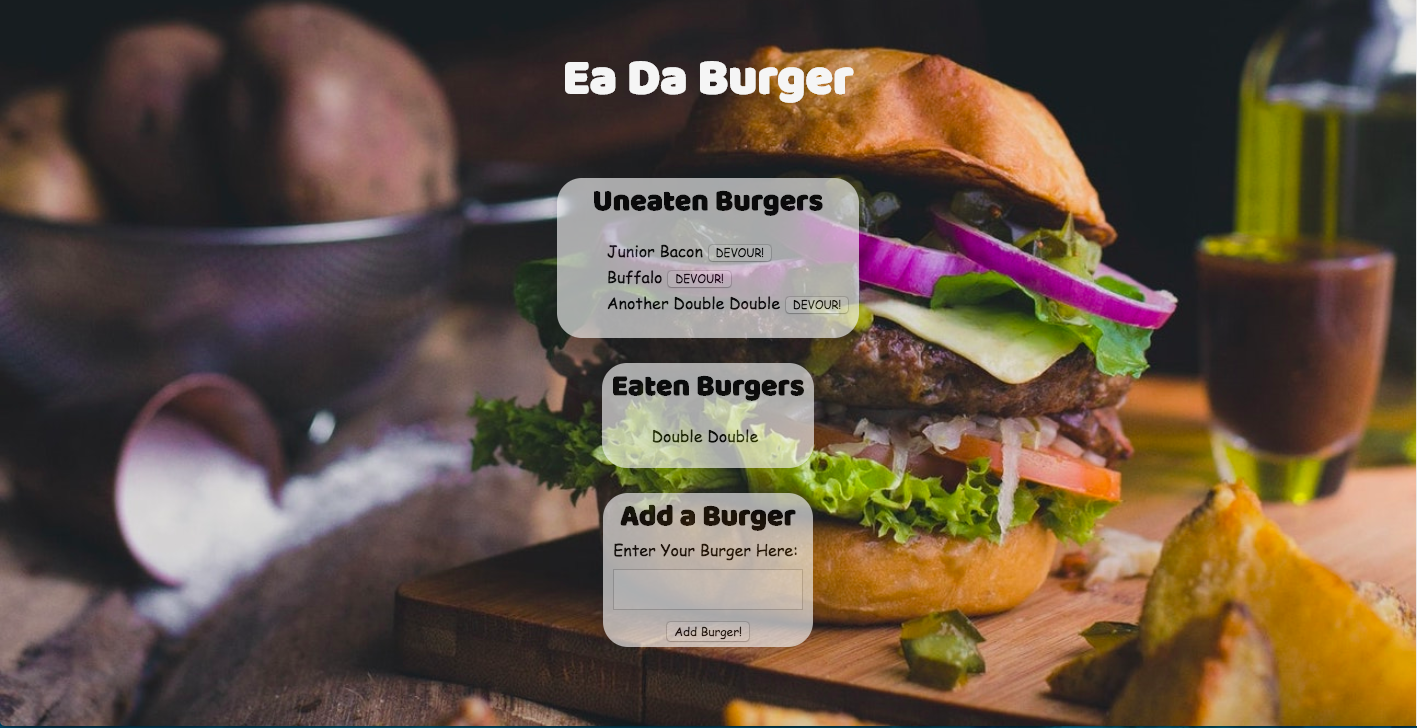 Ea Da Burger
Uneaten Burgers
Junior Bacon DEVOUR!
Buffalo DEVOUR!
Another Double Double DEVOUR!
Eaten Burgers
Double Double
Add a Burger
Enter Your Burger Here:
Add Burger!